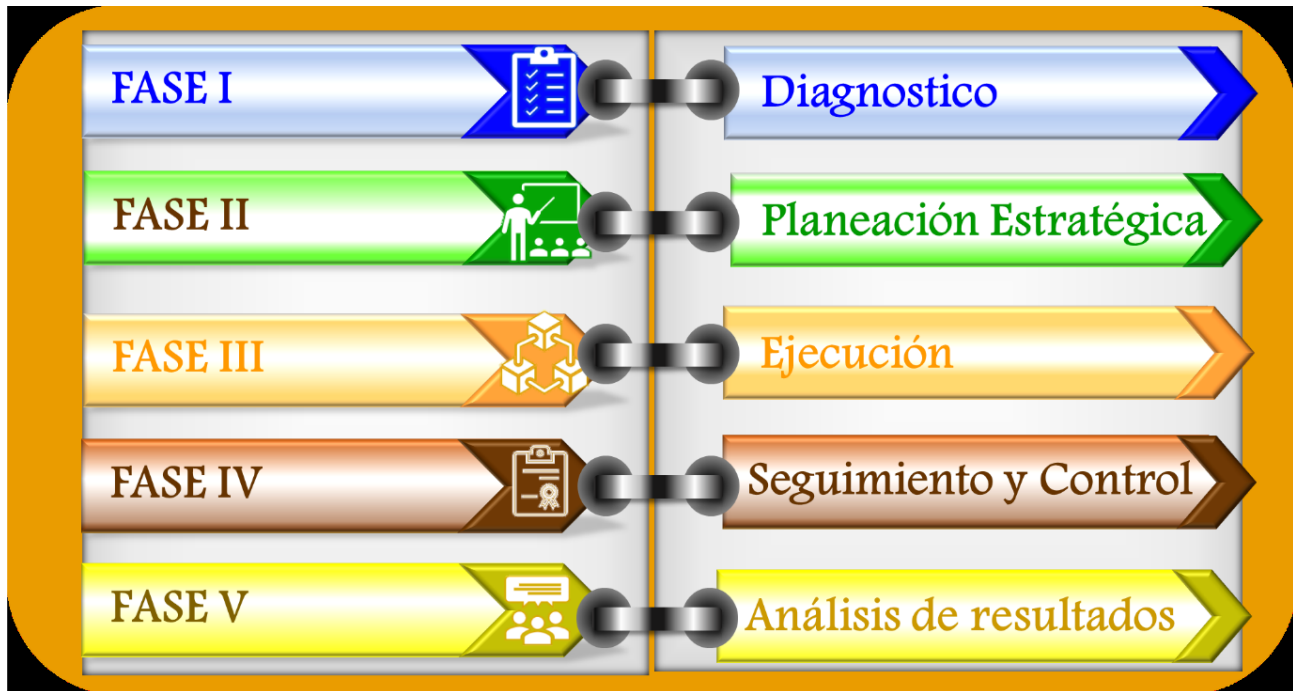 FASE I
Diagnostico
FASE II
Planeación Estratégica
FASE III
Ejecución
FASE IV
Seguimiento y Control
FASE V
Análisis de resultados